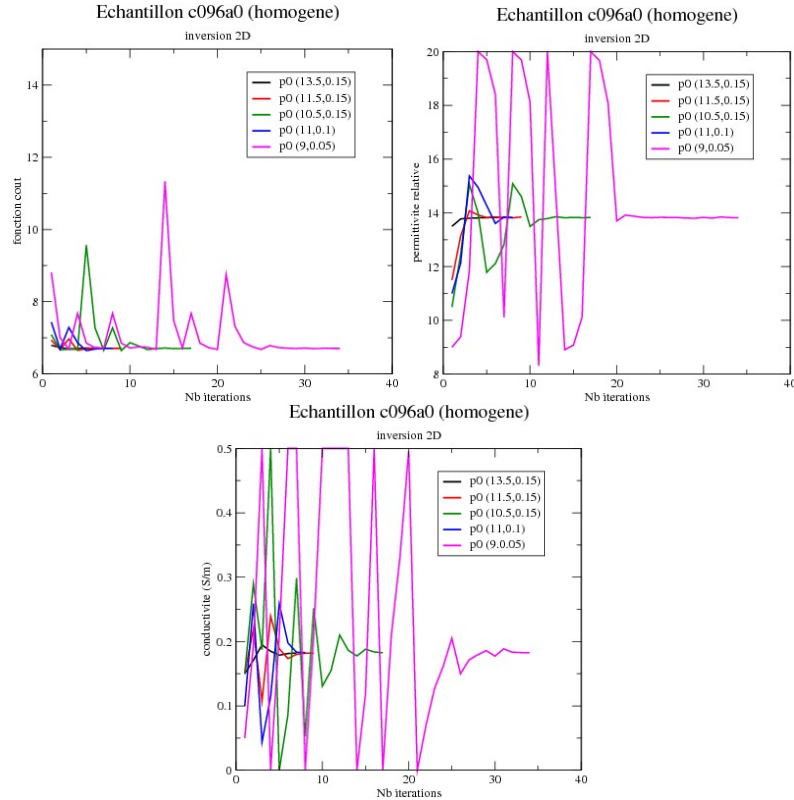 Echantillon c096a0 (homogene)
inversion 2D
fonction cout
14
12
10
8
6
0
10
20
30
40
Nb iterations
p0 (13.5,0.15)
p0 (11.5,0.15)
p0 (10.5,0.15)
p0 (11,0.1)
p0 (9,0.05)
Echantillon c096a0 (homogene)
inversion 2D
permittivite relative
20
18
16
14
12
10
8
0
10
20
30
40
Nb iterations
p0 (13.5,0.15)
p0 (11.5,0.15)
p0 (10.5,0.15)
p0 (11,0.1)
p0 (9,0.05)
Echantillon c096a0 (homogene)
inversion 2D
conductivite (S/m)
0.5
0.4
0.3
0.2
0.1
0
0
10
20
30
40
Nb iterations
p0 (13.5,0.15)
p0 (11.5,0.15)
p0 (10.5,0.15)
p0 (11,0.1)
p0 (9.0.05)